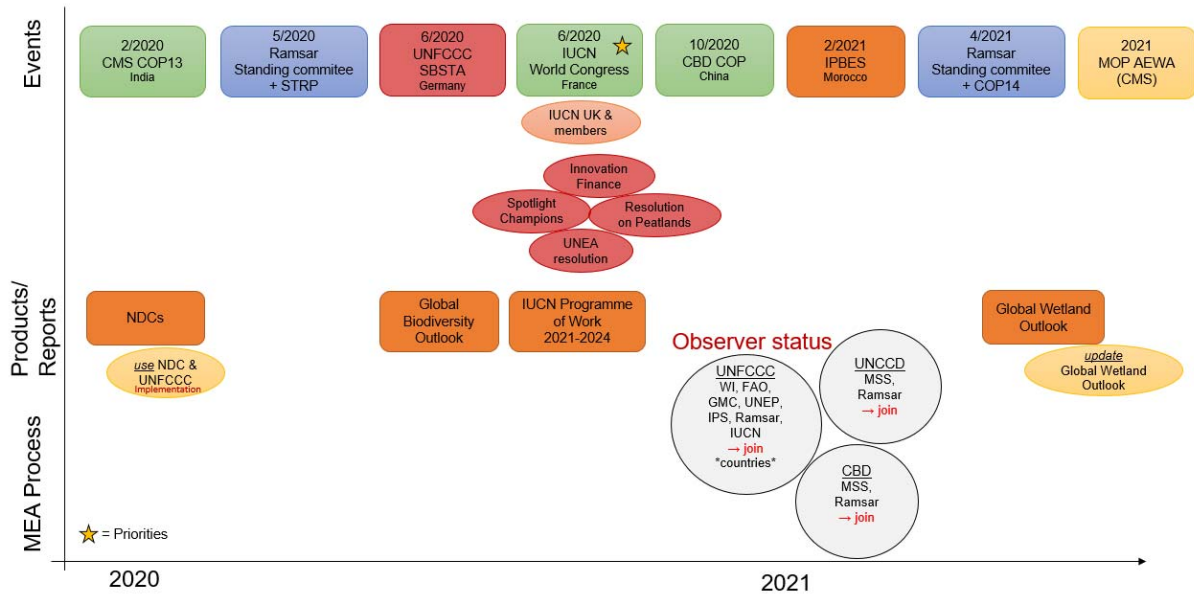 Events
2/2020
CMS COP13
India
5/2020
Ramsar
Standing commitee
+ STRP
6/2020
UNFCCC
SBSTA
Germany
6/2020
IUCN
World Congress
France
10/2020
CBD COP
China
2/2021
IPBES
Morocco
4/2021
Ramsar
Standing commitee
+ COP14
2021
MOP AEWA
(CMS)
IUCN UK &
members
Innovation
Finance
Spotlight
Champions
Resolution
on Peatlands
UNEA
resolution
Products/
Reports
NDCs
use NDC &
UNFCCC
Implementation
Global
Biodiversity
Outlook
IUCN Programme
of Work
2021-2024
Global Wetland
Outlook
update
Global Wetland
Outlook
MEA Process
Observer status
UNFCCC
WI, FAO,
GMC, UNEP,
IPS, Ramsar,
IUCN
→ join
*countries*
UNCCD
MSS,
Ramsar
→ join
CBD
MSS,
Ramsar
→ join
= Priorities
2020
2021